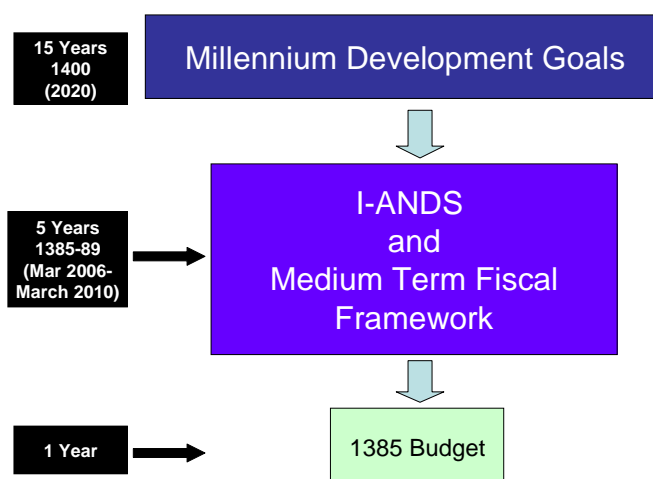 15 Years
1400
(2020)
Millennium Development Goals
5 Years
1385-89
(Mar 2006-
March 2010)
I-ANDS
and
Medium Term Fiscal
Framework
1 Year
1385 Budget